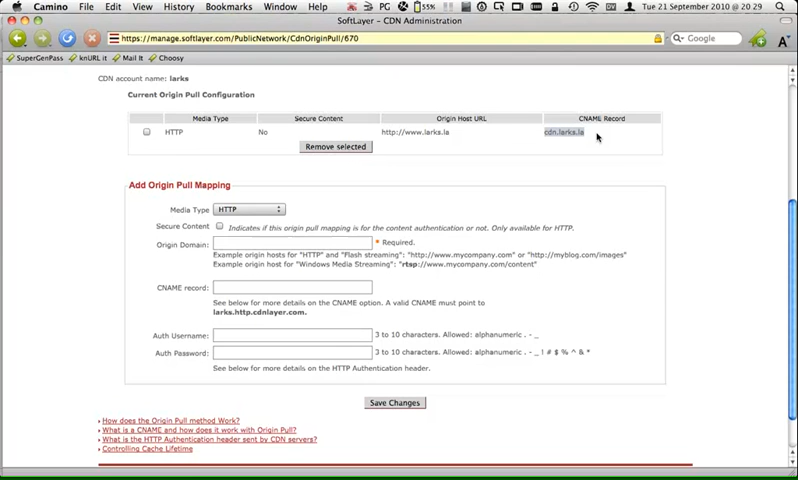 Camino File Edit View History Bookmarks Window Help
55%
Tue 21 September 2010 20:29
SoftLayer – CDN Administration
https://manage.softlayer.com/PublicNetwork/CdnOriginPull/670
Google
SuperGenPass knURL it Mail It Choosy
CDN account name: larks
Current Origin Pull Configuration
Media Type Secure Content Origin Host URL CNAME Record
HTTP No http://www.larks.la cdn.larks.la
Remove selected
Add Origin Pull Mapping
Media Type HTTP
Secure Content Indicates if this origin pull mapping is for the content authentication or not. Only available for HTTP.
Origin Domain: * Required.
Example origin hosts for "HTTP" and "Flash streaming": "http://www.mycompany.com" or "http://myblog.com/images"
Example origin host for "Windows Media Streaming": "rtsp://www.mycompany.com/content"
CNAME record:
See below for more details on the CNAME option. A valid CNAME must point to
larks.http.cdnlayer.com.
Auth Username: 3 to 10 characters. Allowed: alphanumeric . - _
Auth Password: 3 to 10 characters. Allowed: alphanumeric . - _ ! # $ % ^ & *
See below for more details on the HTTP Authentication header.
Save Changes
How does the Origin Pull method Work?
What is a CNAME and how does it work with Origin Pull?
What is the HTTP Authentication header sent by CDN servers?
Controlling Cache Lifetime